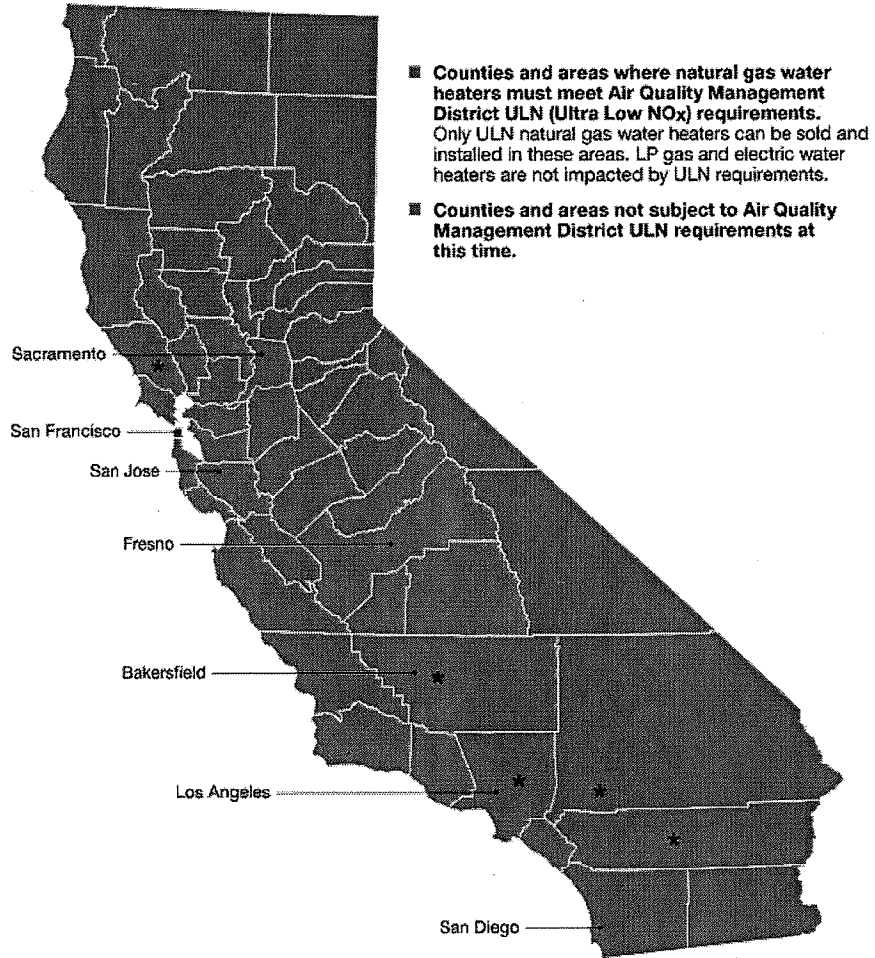 ■ Counties and areas where natural gas water
heaters must meet Air Quality Management
District ULN (Ultra Low NOx) requirements.
Only ULN natural gas water heaters can be sold and
installed in these areas. LP gas and electric water
heaters are not impacted by ULN requirements.
■ Counties and areas not subject to Air Quality
Management District ULN requirements at
this time.
Sacramento
*
San Francisco
San Jose
Fresno
Bakersfield
*
Los Angeles
*
*
*
San Diego